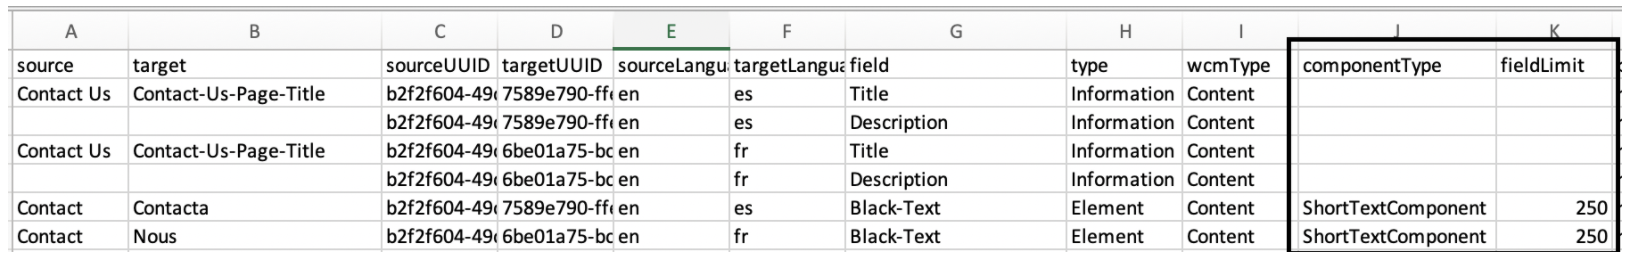 A B C D E F G H I J K
source target sourceUUID targetUUID sourceLangu targetLangua field type wcmType componentType fieldLimit
Contact Us Contact-Us-Page-Title b2f2f604-49 7589e790-ff en es Title Information Content
b2f2f604-49 7589e790-ff en es Description Information Content
Contact Us Contact-Us-Page-Title b2f2f604-49 6be01a75-bc en fr Title Information Content
b2f2f604-49 6be01a75-bc en fr Description Information Content
Contact Contacta b2f2f604-49 7589e790-ff en es Black-Text Element Content ShortTextComponent 250
Contact Nous b2f2f604-49 6be01a75-bc en fr Black-Text Element Content ShortTextComponent 250